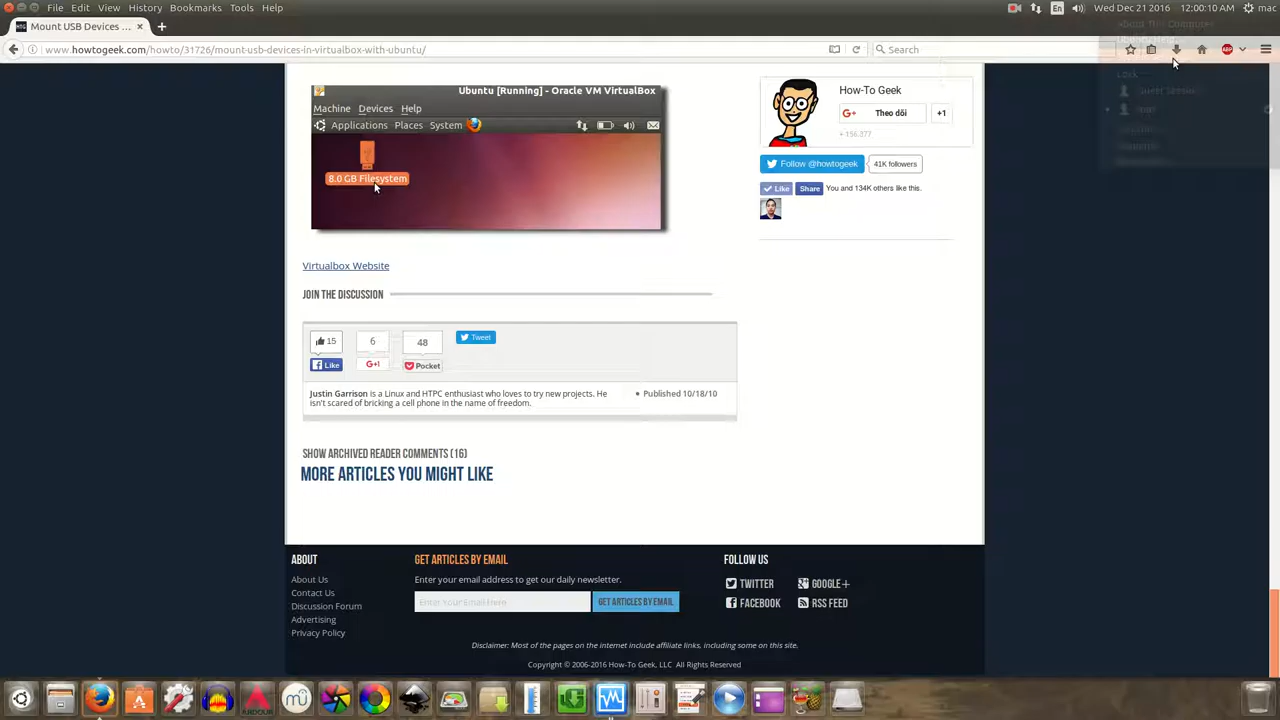 File Edit View History Bookmarks Tools Help
En
Wed Dec 21 2016 12:00:10 AM
mac
Mount USB Devices ...
www.howtogeek.com/howto/31726/mount-usb-devices-in-virtualbox-with-ubuntu/
Search
ABP
Lock
Ubuntu [Running] - Oracle VM VirtualBox
Machine Devices Help
Applications Places System
8.0 GB Filesystem
How-To Geek
G+ Theo dõi
+1
+ 156.377
Follow @howtogeek
41K followers
Like
Share
You and 134K others like this.
Virtualbox Website
JOIN THE DISCUSSION
15
6
48
Tweet
Like
G+1
Pocket
Justin Garrison is a Linux and HTPC enthusiast who loves to try new projects. He
isn't scared of bricking a cell phone in the name of freedom.
• Published 10/18/10
SHOW ARCHIVED READER COMMENTS (16)
MORE ARTICLES YOU MIGHT LIKE
ABOUT
About Us
Contact Us
Discussion Forum
Advertising
Privacy Policy
GET ARTICLES BY EMAIL
Enter your email address to get our daily newsletter.
Enter Your Email Here
GET ARTICLES BY EMAIL
FOLLOW US
TWITTER
GOOGLE+
FACEBOOK
RSS FEED
Disclaimer: Most of the pages on the internet include affiliate links, including some on this site.
Copyright © 2006-2016 How-To Geek, LLC All Rights Reserved